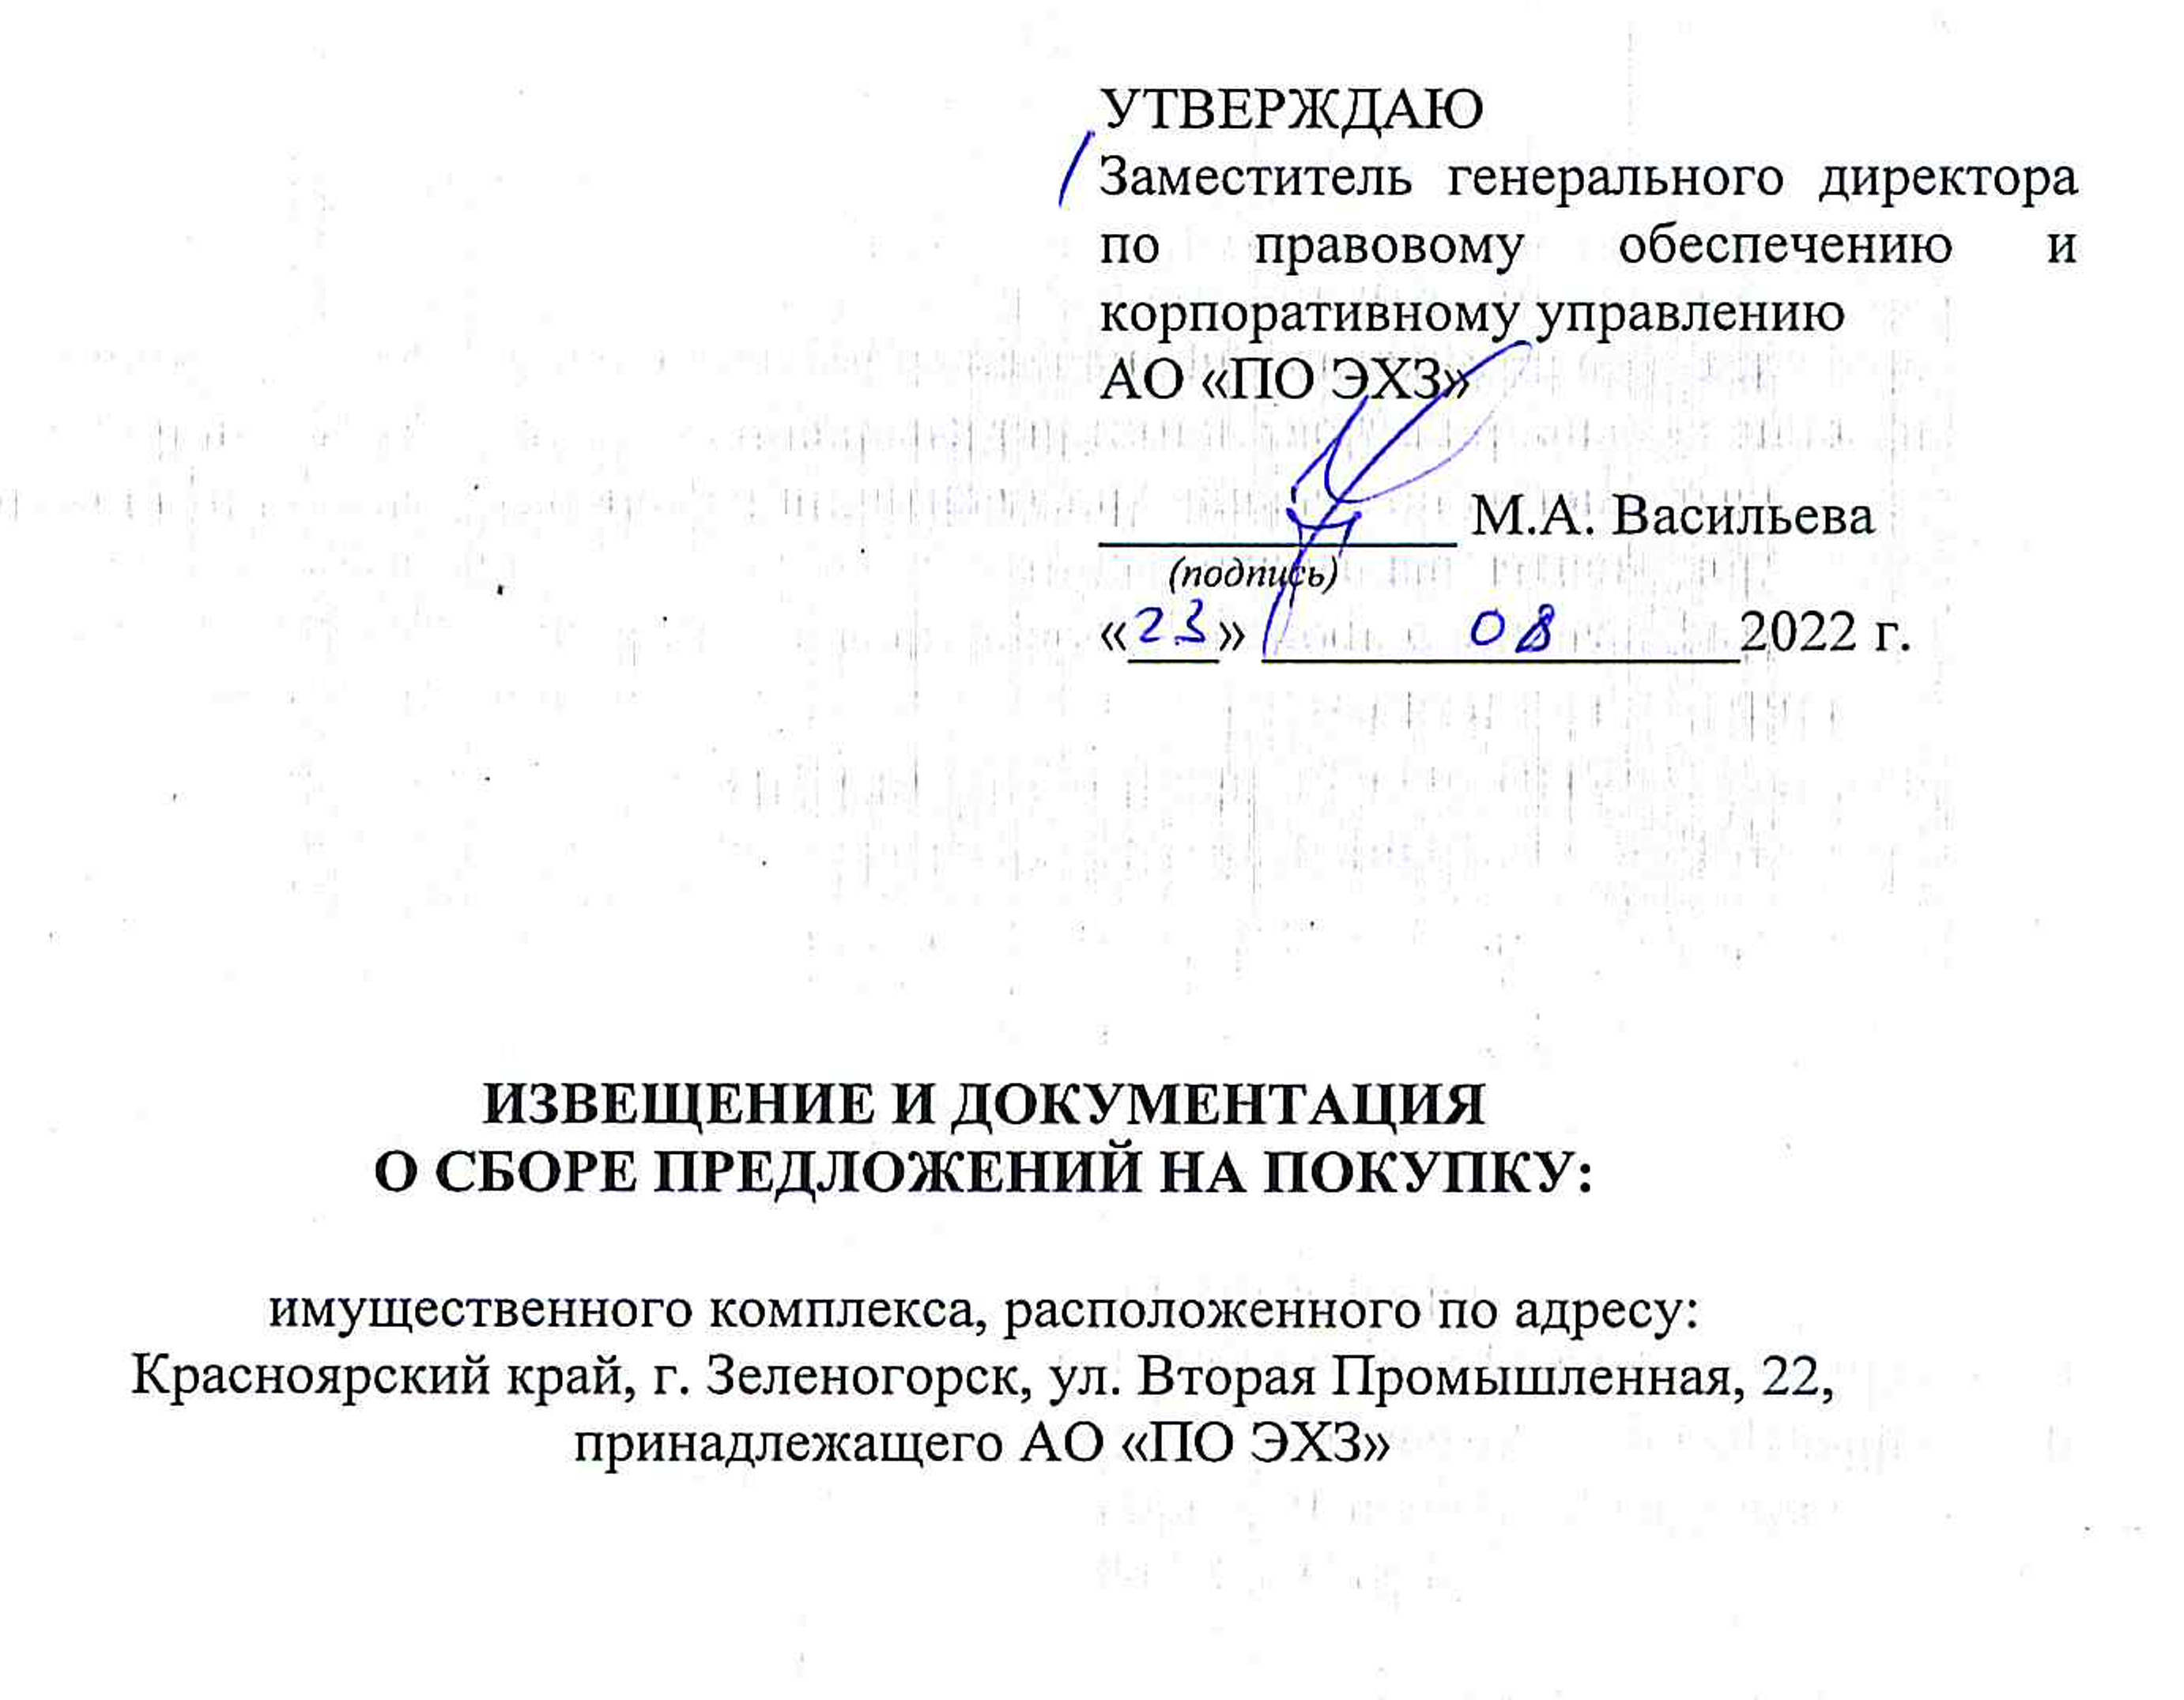 УТВЕРЖДАЮ
Заместитель генерального директора
по правовому обеспечению и
корпоративному управлению
АО «ПО ЭХЗ»
М.А. Васильева
(подпись)
«23» 08 2022 г.
ИЗВЕЩЕНИЕ И ДОКУМЕНТАЦИЯ
О СБОРЕ ПРЕДЛОЖЕНИЙ НА ПОКУПКУ:
имущественного комплекса, расположенного по адресу:
Красноярский край, г. Зеленогорск, ул. Вторая Промышленная, 22,
принадлежащего АО «ПО ЭХЗ»